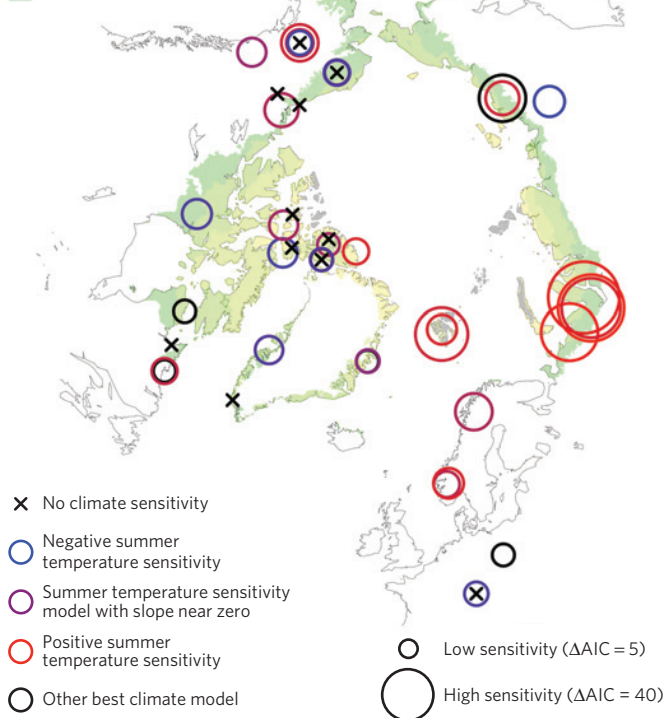 No climate sensitivity
Negative summer
temperature sensitivity
Summer temperature sensitivity
model with slope near zero
Positive summer
temperature sensitivity
Other best climate model
Low sensitivity (ΔAIC = 5)
High sensitivity (ΔAIC = 40)